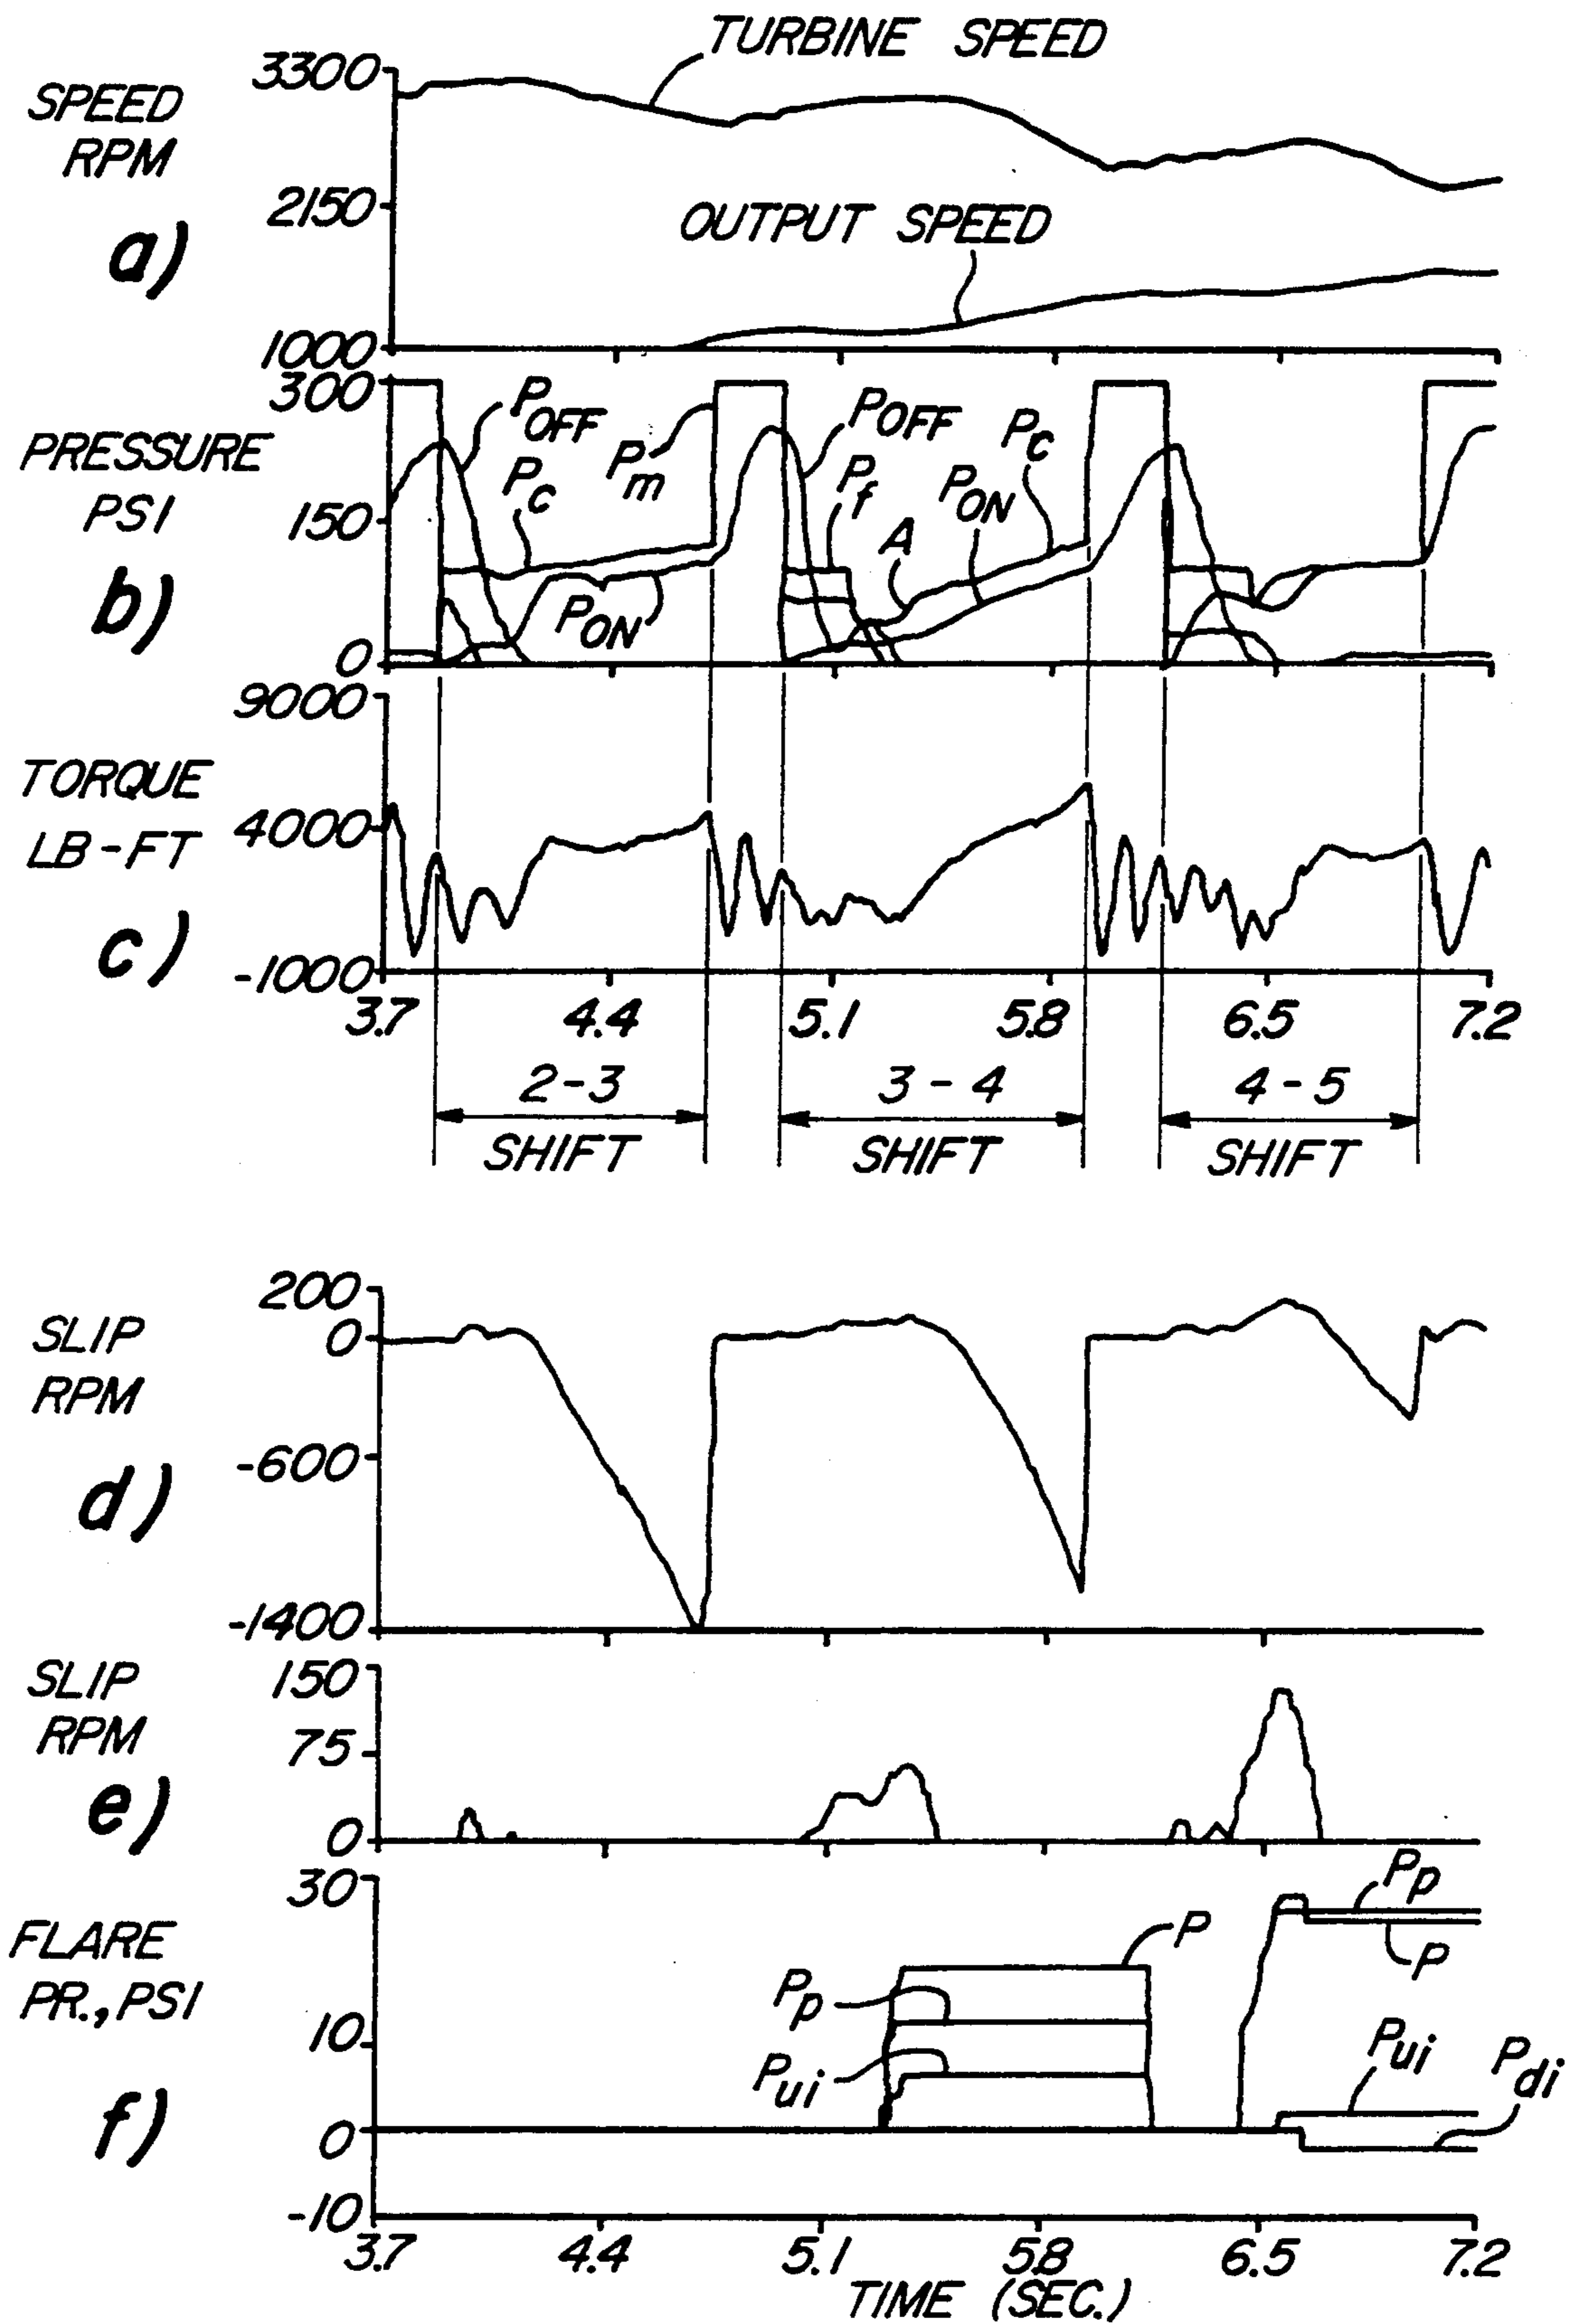 TURBINE SPEED
3300
SPEED
RPM
2150
OUTPUT SPEED
a)
1000
300
POFF
POFF
Pc
PRESSURE
Pc
Pm
Pf
PON
PSI
150
A
b)
PON
0
9000
TORQUE
4000
LB-FT
c)
-1000
3.7 4.4 5.1 5.8 6.5 7.2
2-3 3-4 4-5
SHIFT SHIFT SHIFT
200
SLIP
0
RPM
-600
d)
-1400
SLIP
150
RPM
75
e)
0
30
Pp
FLARE
P
P
PR., PSI
Pp
10
Pui
Pui
Pdi
f)
0
-10
3.7 4.4 5.1 5.8 6.5 7.2
TIME (SEC.)